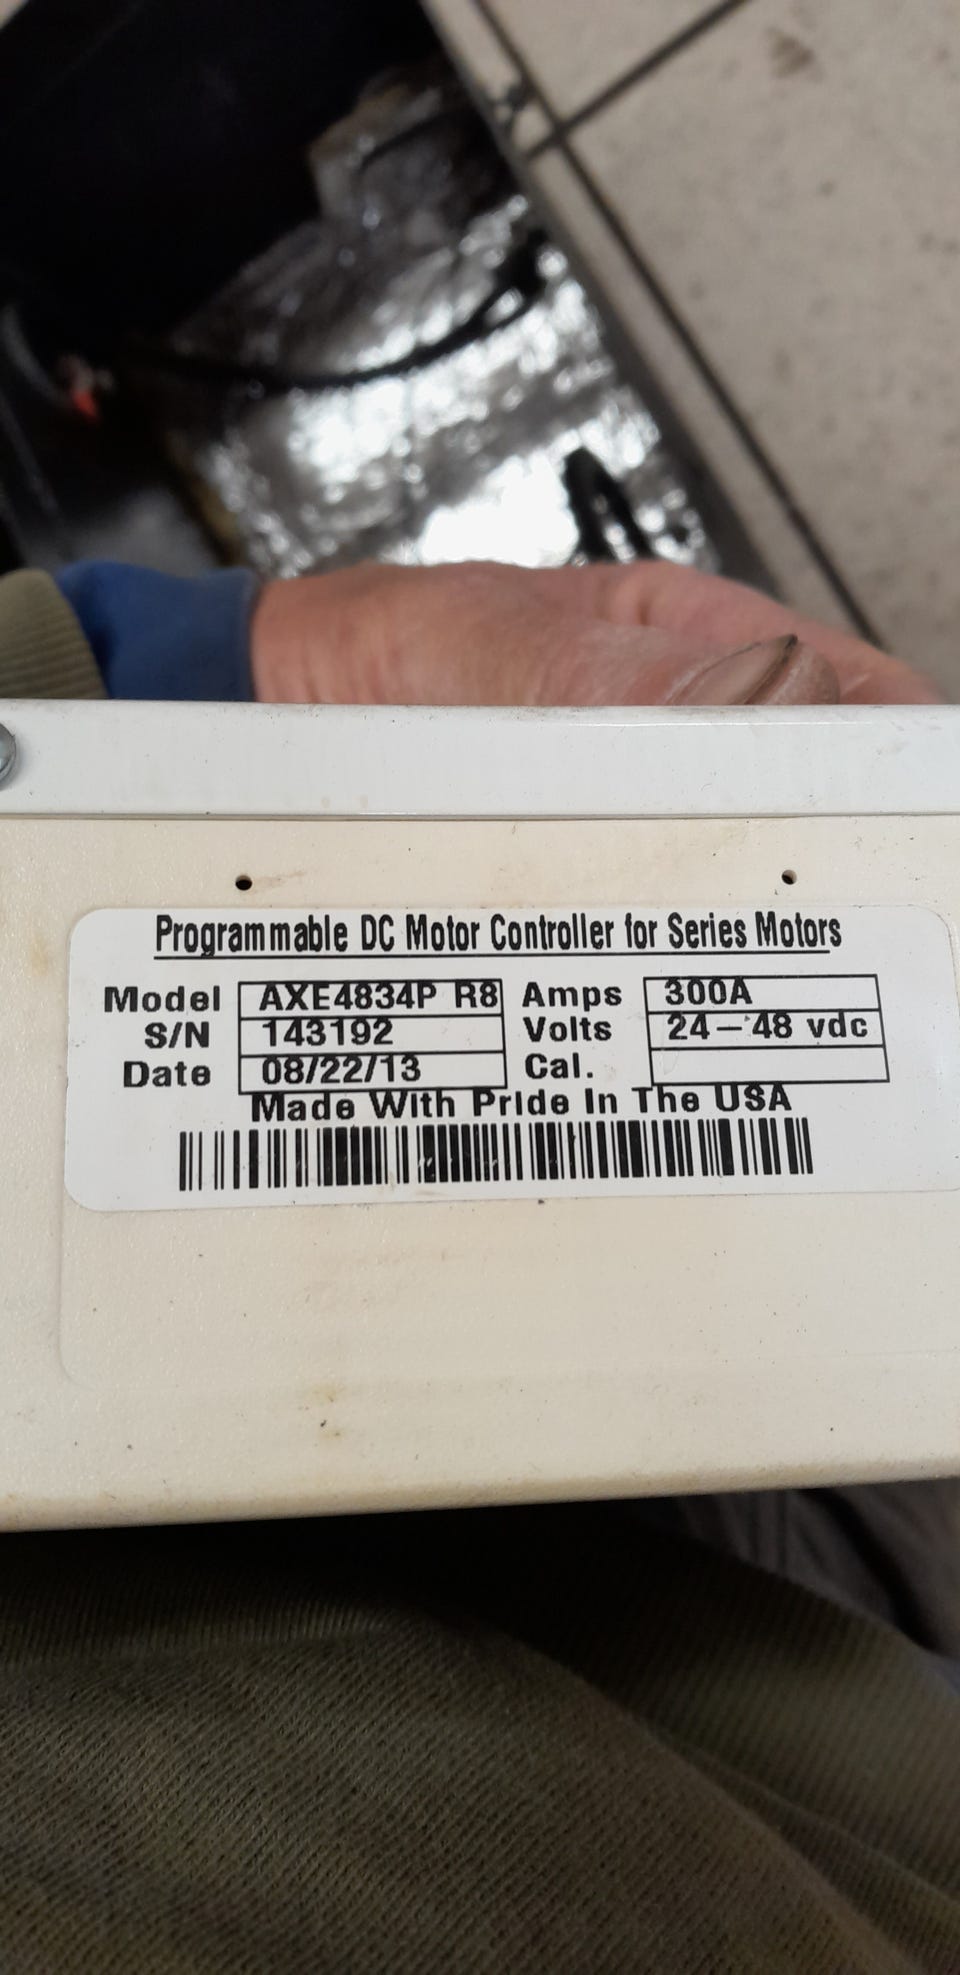 Programmable DC Motor Controller for Series Motors
Model AXE4834P R8 Amps 300A
S/N 143192 Volts 24-48 vdc
Date 08/22/13 Cal.
Made With Pride In The USA